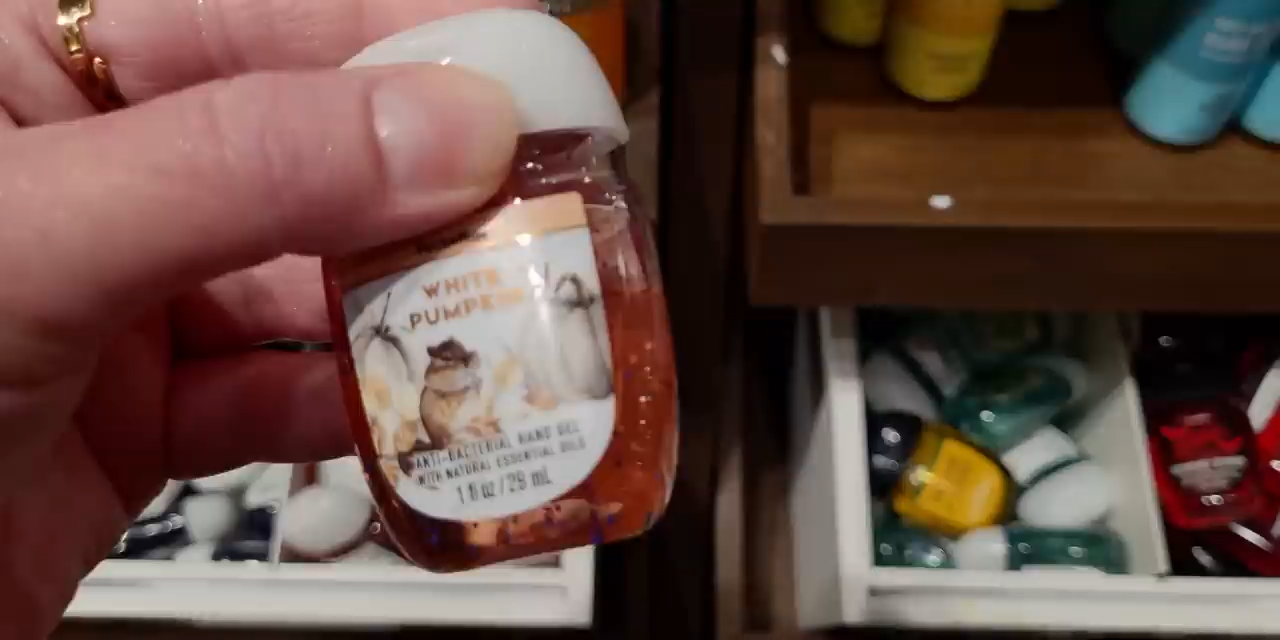 WHITE
PUMPKIN
ANTI-BACTERIAL HAND GEL
WITH NATURAL ESSENTIAL OILS
1 fl oz / 29 mL